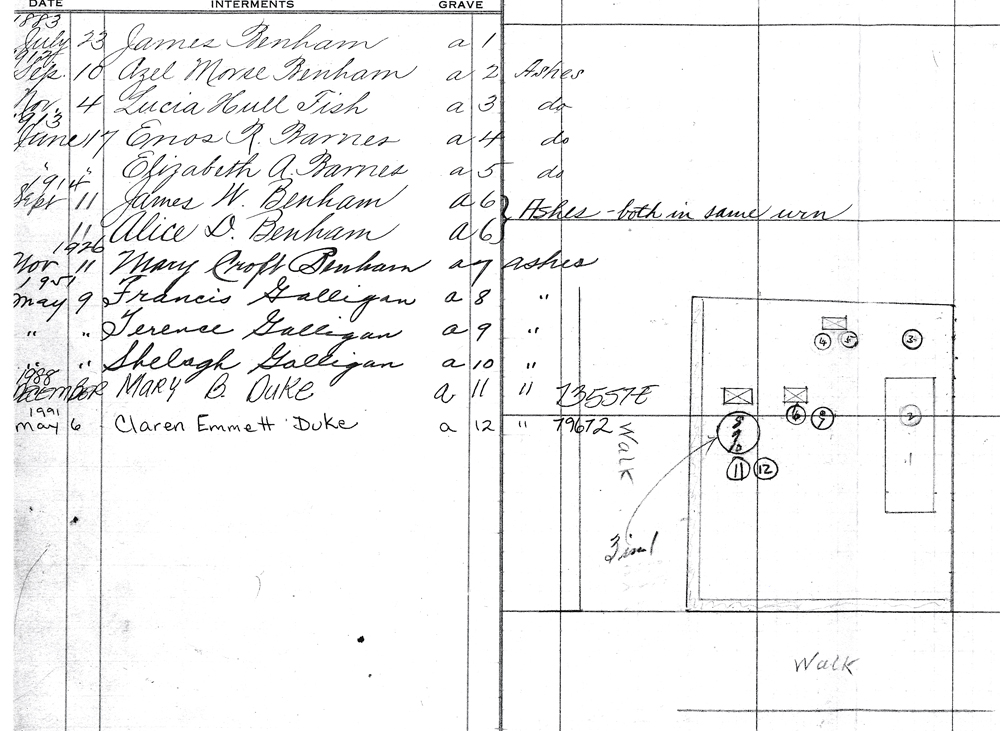 DATE INTERMENTS GRAVE
1883
July 23 James Benham a 1
1912
Sep. 10 Azel Morse Benham a 2 Ashes
Nov. 4 Lucia Hull Fish a 3 do
1913
June 17 Enos R. Barnes a 4 do
" " Elizabeth A. Barnes a 5 do
1914
Sept 11 James W. Benham a 6
Ashes - both in same urn
11 Alice D. Benham a 6
1926
Nov 11 Mary Croft Benham a 7 ashes
May 9 Francis Galligan a 8 "
" " Terence Galligan a 9 "
" " Shelagh Galligan a 10 "
1988
DECEMBER MARY B. DUKE a 11 " 73557E
1991
May 6 Claren Emmett Duke a 12 " 79672
4 5 3
6 8 7 2
8 9 10
1
11 12
Walk
3 in 1
Walk